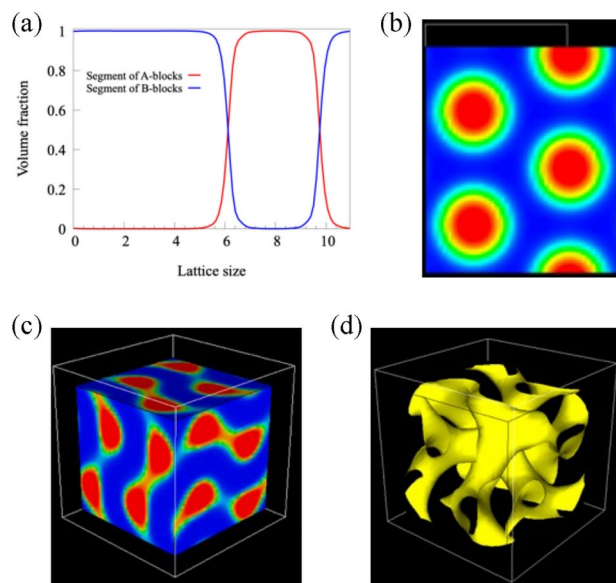 (a)
1
0.8
0.6
0.4
0.2
0
Volume fraction
Segment of A-blocks
Segment of B-blocks
0 2 4 6 8 10
Lattice size
(b)
(c)
(d)